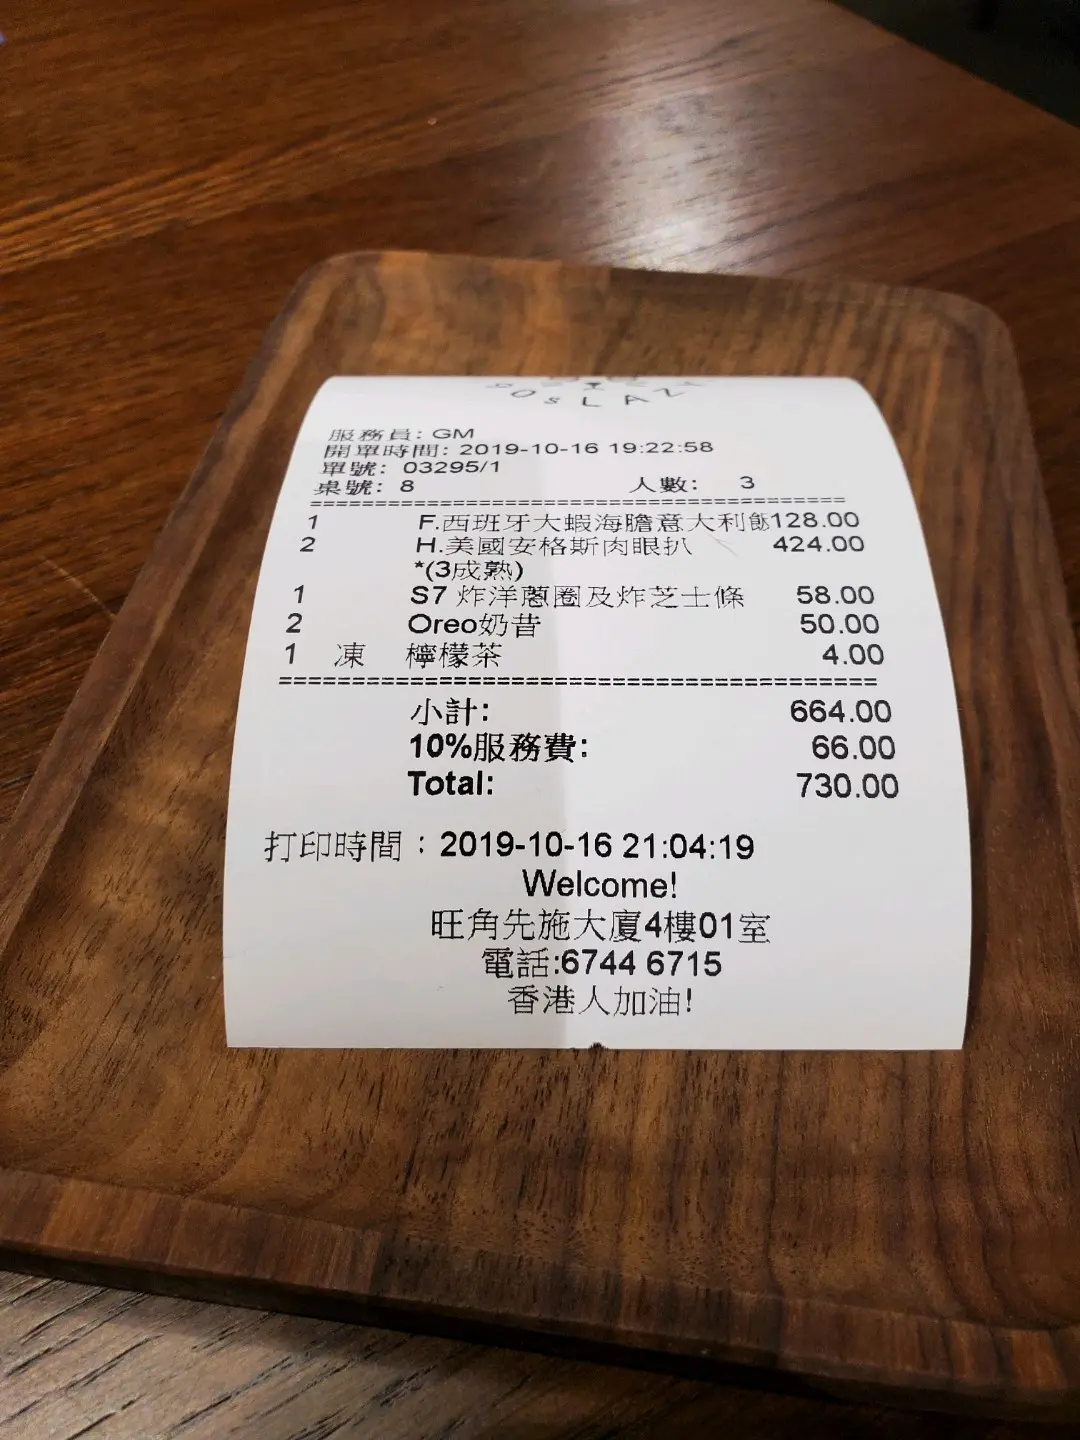 服務員: GM
開單時間: 2019-10-16 19:22:58
單號: 03295/1
桌號: 8 人數: 3
1 F.西班牙大蝦海膽意大利飯128.00
2 H.美國安格斯肉眼扒 424.00
*(3成熟)
1 S7 炸洋蔥圈及炸芝士條 58.00
2 Oreo奶昔 50.00
1 凍 檸檬茶 4.00
小計: 664.00
10%服務費: 66.00
Total: 730.00
打印時間：2019-10-16 21:04:19
Welcome!
旺角先施大廈4樓01室
電話:6744 6715
香港人加油!